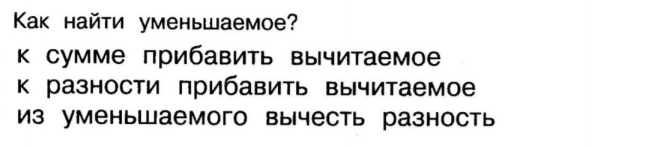 Как найти уменьшаемое?
к сумме прибавить вычитаемое
к разности прибавить вычитаемое
из уменьшаемого вычесть разность